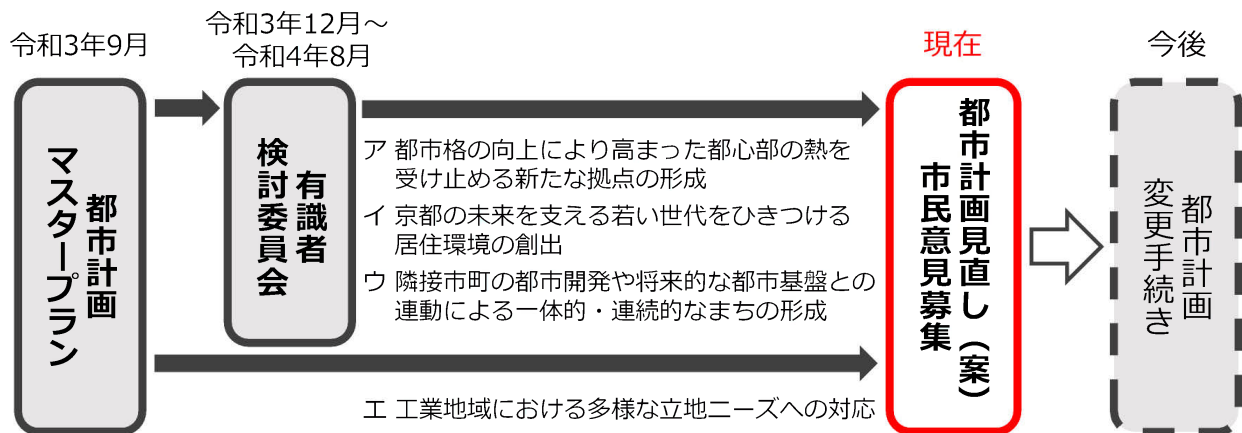 令和3年9月
都市計画
マスタープラン
令和3年12月～
令和4年8月
有識者
検討委員会
ア 都市格の向上により高まった都心部の熱を
受け止める新たな拠点の形成
イ 京都の未来を支える若い世代をひきつける
居住環境の創出
ウ 隣接市町の都市開発や将来的な都市基盤との
連動による一体的・連続的なまちの形成
エ 工業地域における多様な立地ニーズへの対応
現在
都市計画見直し（案）
市民意見募集
今後
都市計画
変更手続き